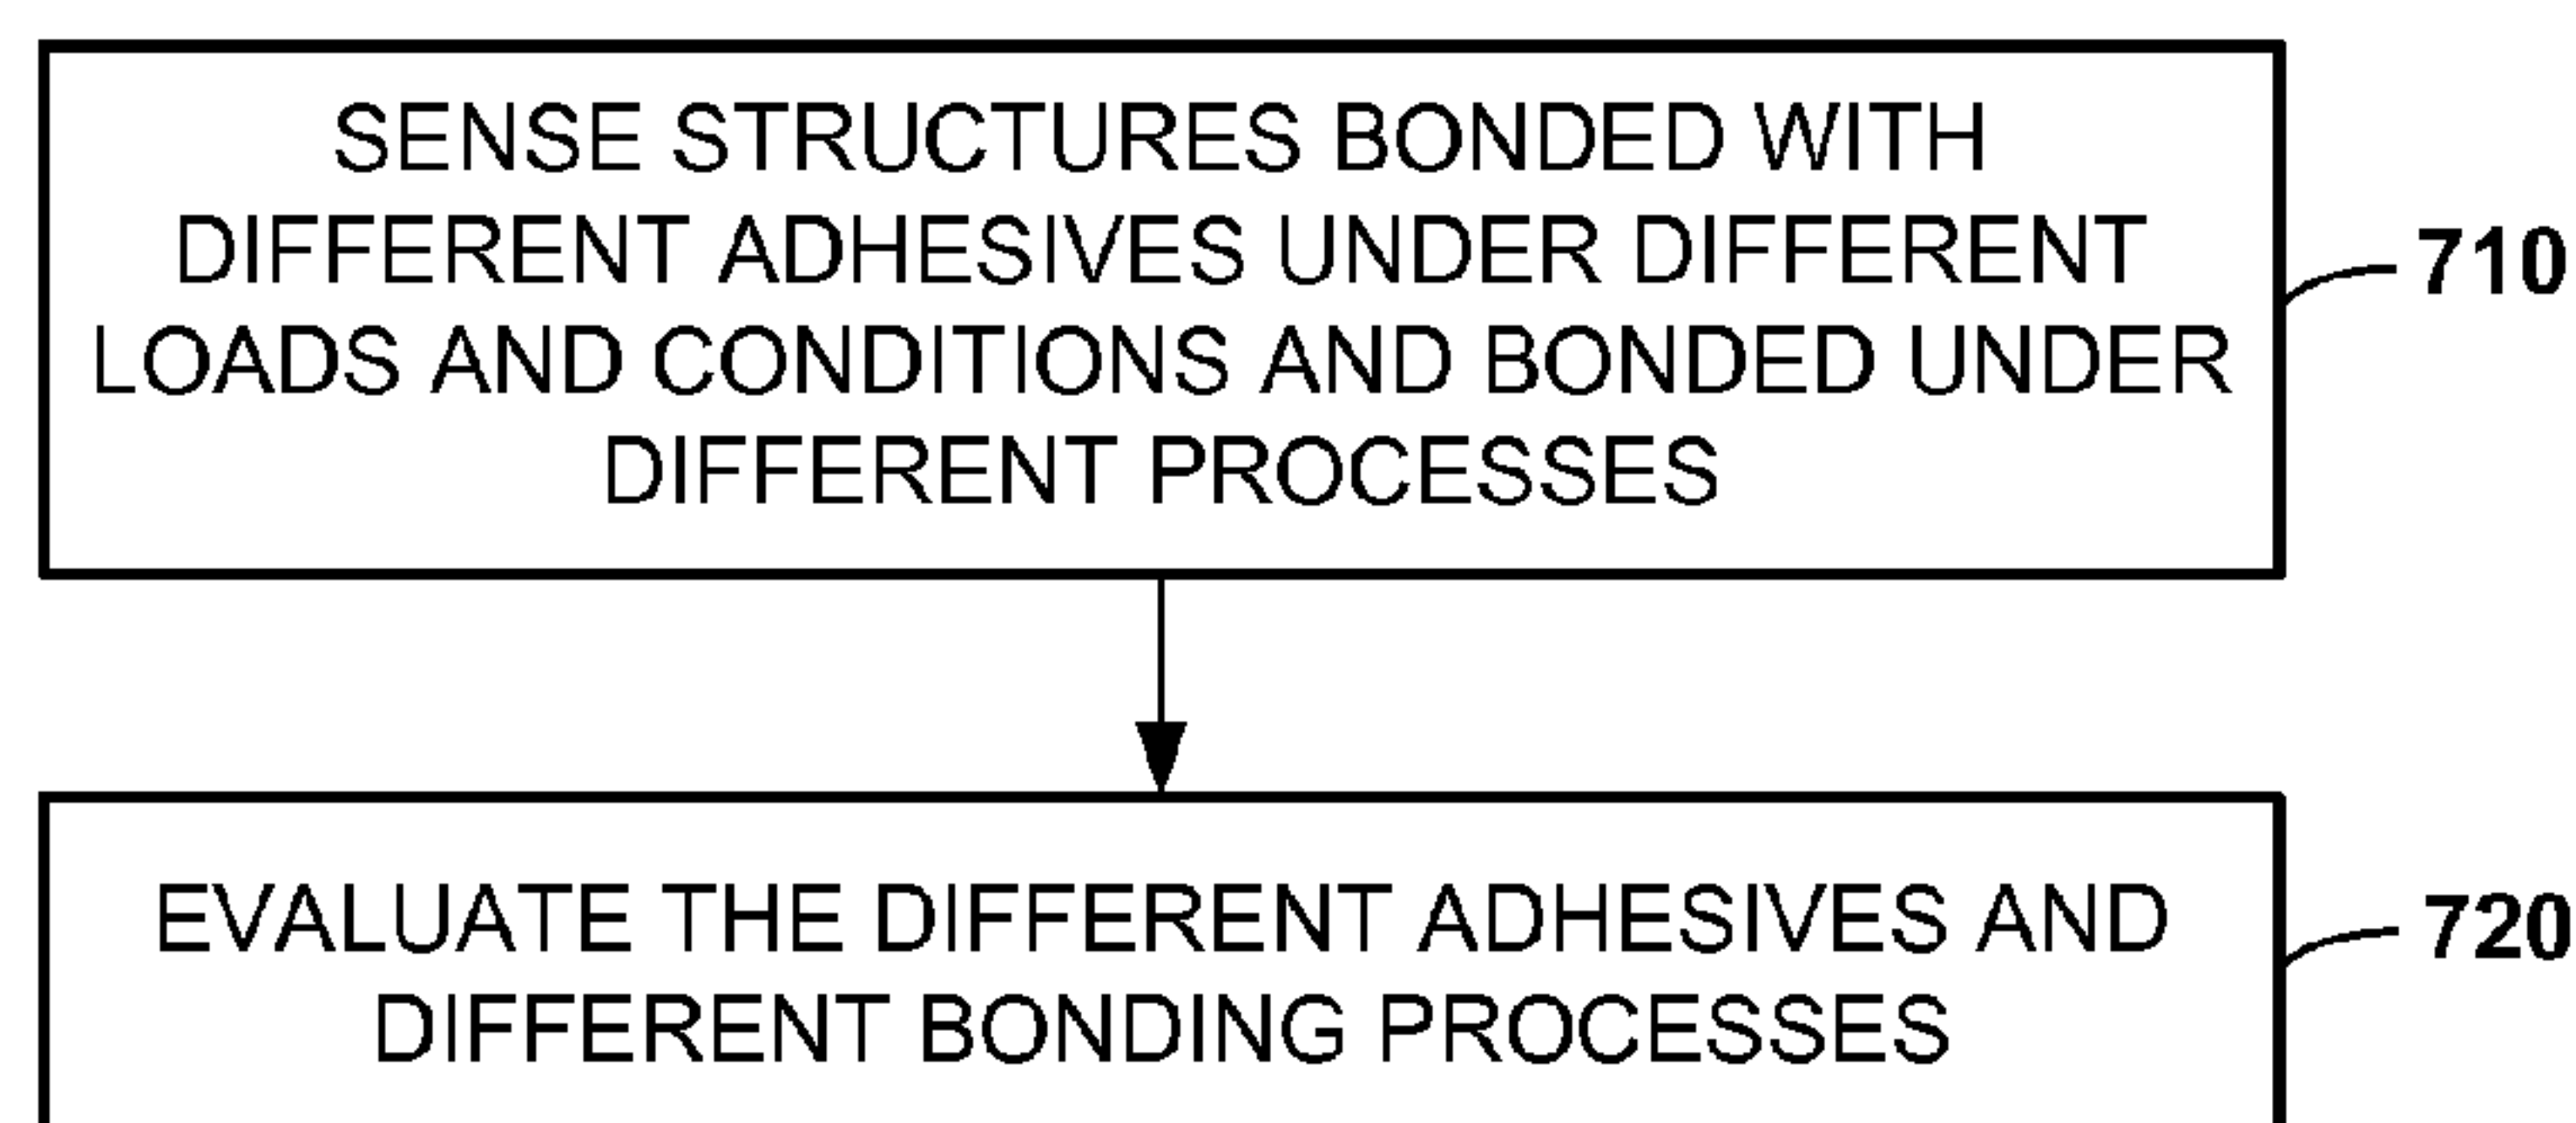 SENSE STRUCTURES BONDED WITH
DIFFERENT ADHESIVES UNDER DIFFERENT
LOADS AND CONDITIONS AND BONDED UNDER
DIFFERENT PROCESSES
710
EVALUATE THE DIFFERENT ADHESIVES AND
DIFFERENT BONDING PROCESSES
720